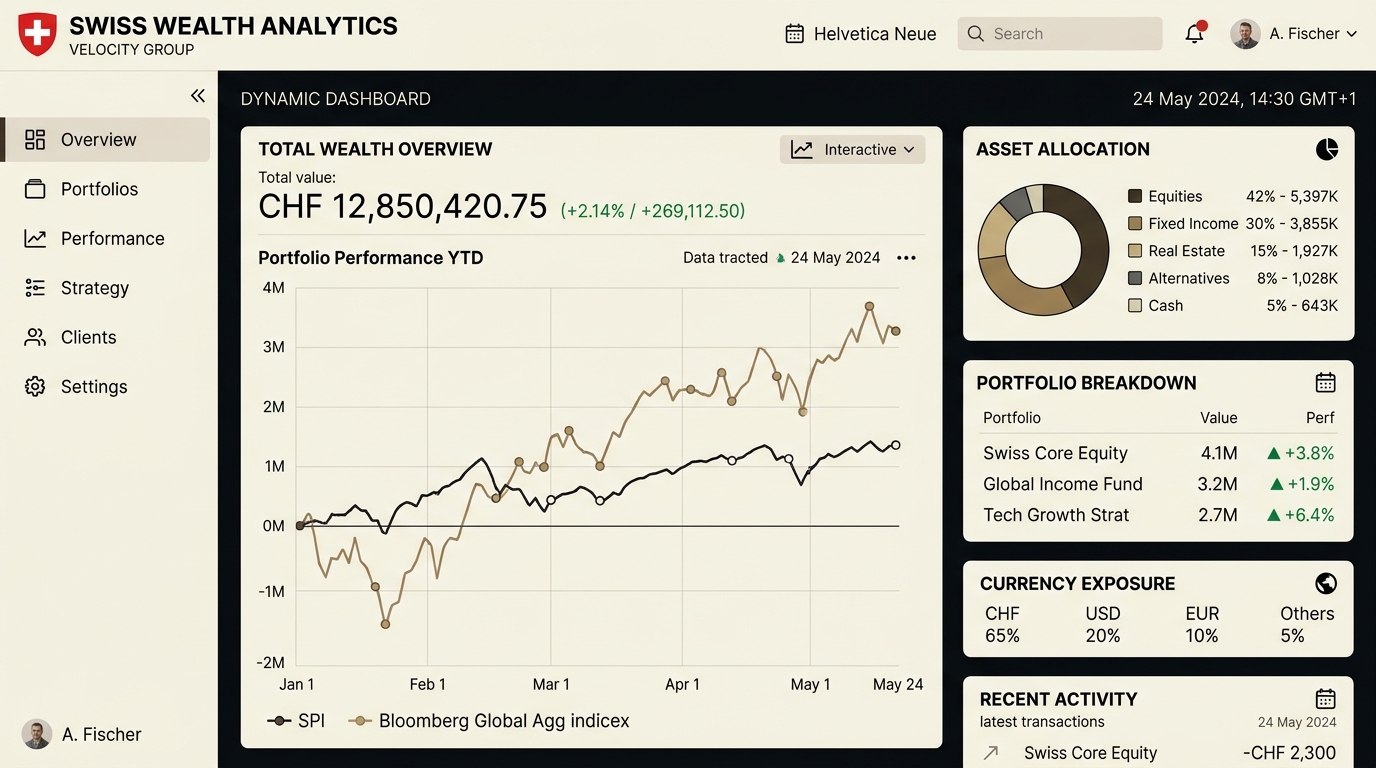 SWISS WEALTH ANALYTICS
VELOCITY GROUP
Helvetica Neue
Search
A. Fischer
Overview
Portfolios
Performance
Strategy
Clients
Settings
A. Fischer
DYNAMIC DASHBOARD
24 May 2024, 14:30 GMT+1
TOTAL WEALTH OVERVIEW
Interactive
Total value:
CHF 12,850,420.75 (+2.14% / +269,112.50)
Portfolio Performance YTD
Data tracted 24 May 2024
4M
3M
2M
1M
0M
-1M
-2M
Jan 1 Feb 1 Mar 1 Apr 1 May 1 May 24
SPI Bloomberg Global Agg indicex
ASSET ALLOCATION
Equities 42% - 5,397K
Fixed Income 30% - 3,855K
Real Estate 15% - 1,927K
Alternatives 8% - 1,028K
Cash 5% - 643K
PORTFOLIO BREAKDOWN
Portfolio Value Perf
Swiss Core Equity 4.1M ▲ +3.8%
Global Income Fund 3.2M ▲ +1.9%
Tech Growth Strat 2.7M ▲ +6.4%
CURRENCY EXPOSURE
CHF USD EUR Others
65% 20% 10% 5%
RECENT ACTIVITY
latest transactions 24 May 2024
Swiss Core Equity -CHF 2,300